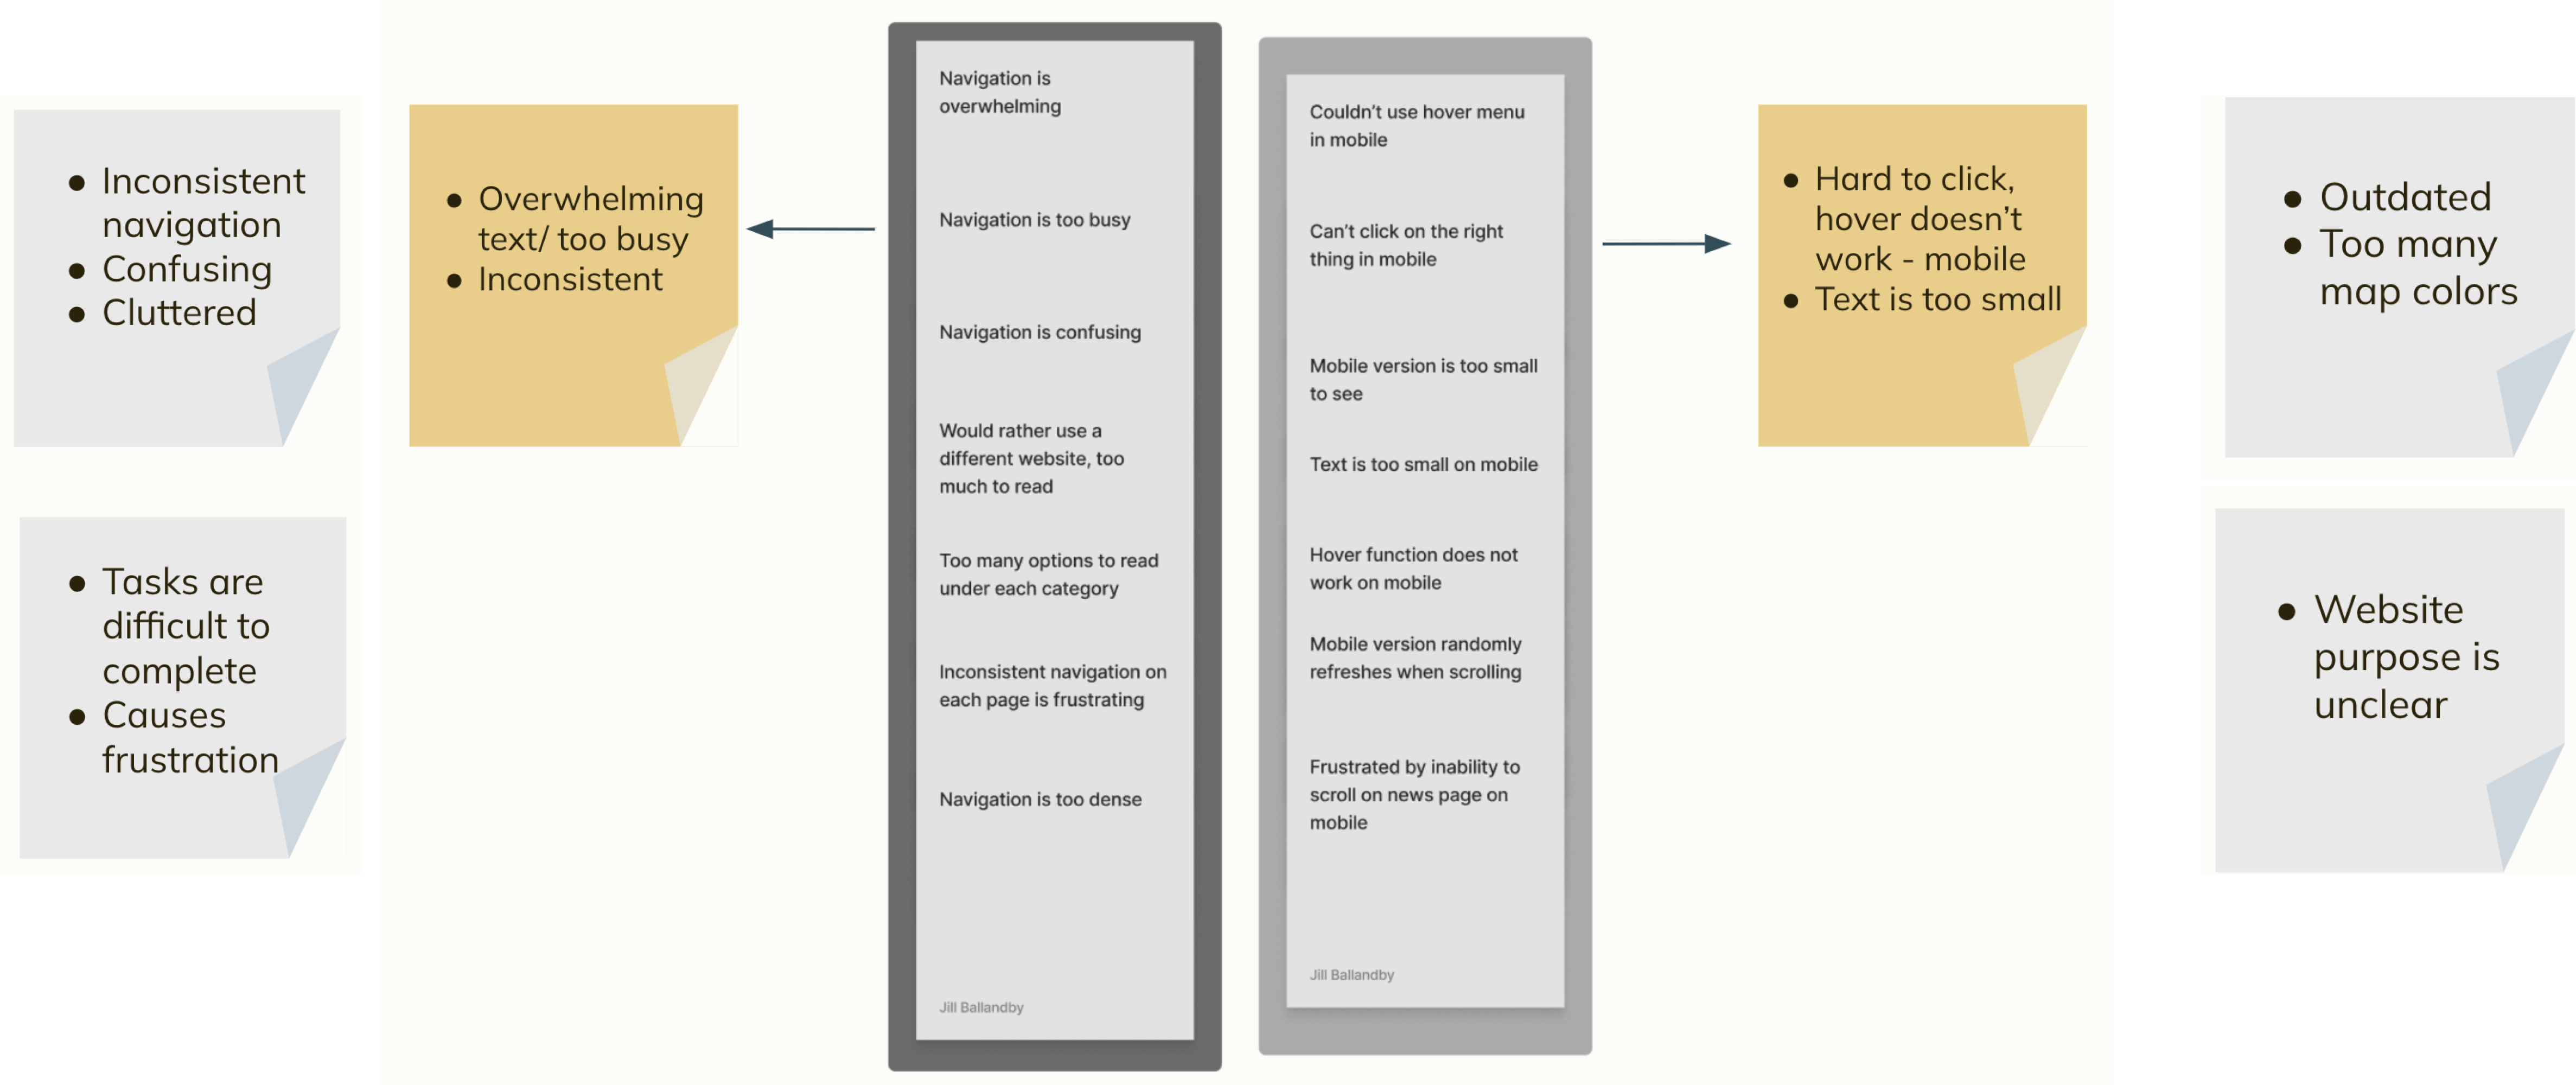 ● Inconsistent
navigation
● Confusing
● Cluttered
● Tasks are
difficult to
complete
● Causes
frustration
● Overwhelming
text/ too busy
● Inconsistent
Navigation is
overwhelming
Navigation is too busy
Navigation is confusing
Would rather use a
different website, too
much to read
Too many options to read
under each category
Inconsistent navigation on
each page is frustrating
Navigation is too dense
Jill Ballandby
Couldn’t use hover menu
in mobile
Can’t click on the right
thing in mobile
Mobile version is too small
to see
Text is too small on mobile
Hover function does not
work on mobile
Mobile version randomly
refreshes when scrolling
Frustrated by inability to
scroll on news page on
mobile
Jill Ballandby
● Hard to click,
hover doesn’t
work - mobile
● Text is too small
● Outdated
● Too many
map colors
● Website
purpose is
unclear